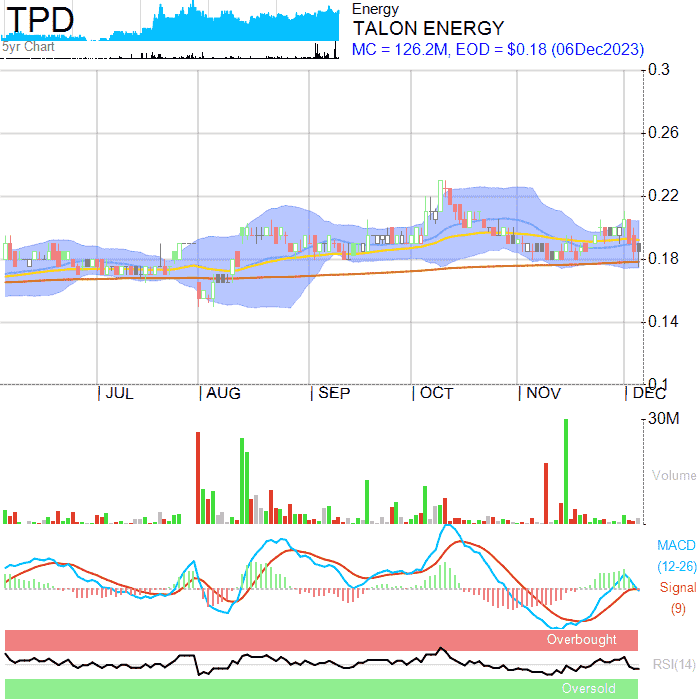 TPD
5yr Chart
Energy
TALON ENERGY
MC = 126.2M, EOD = $0.18 (06Dec2023)
0.3
0.26
0.22
0.18
0.14
0.1
JUL AUG SEP OCT NOV DEC
30M
Volume
MACD
(12-26)
Signal
(9)
Overbought
RSI(14)
Oversold